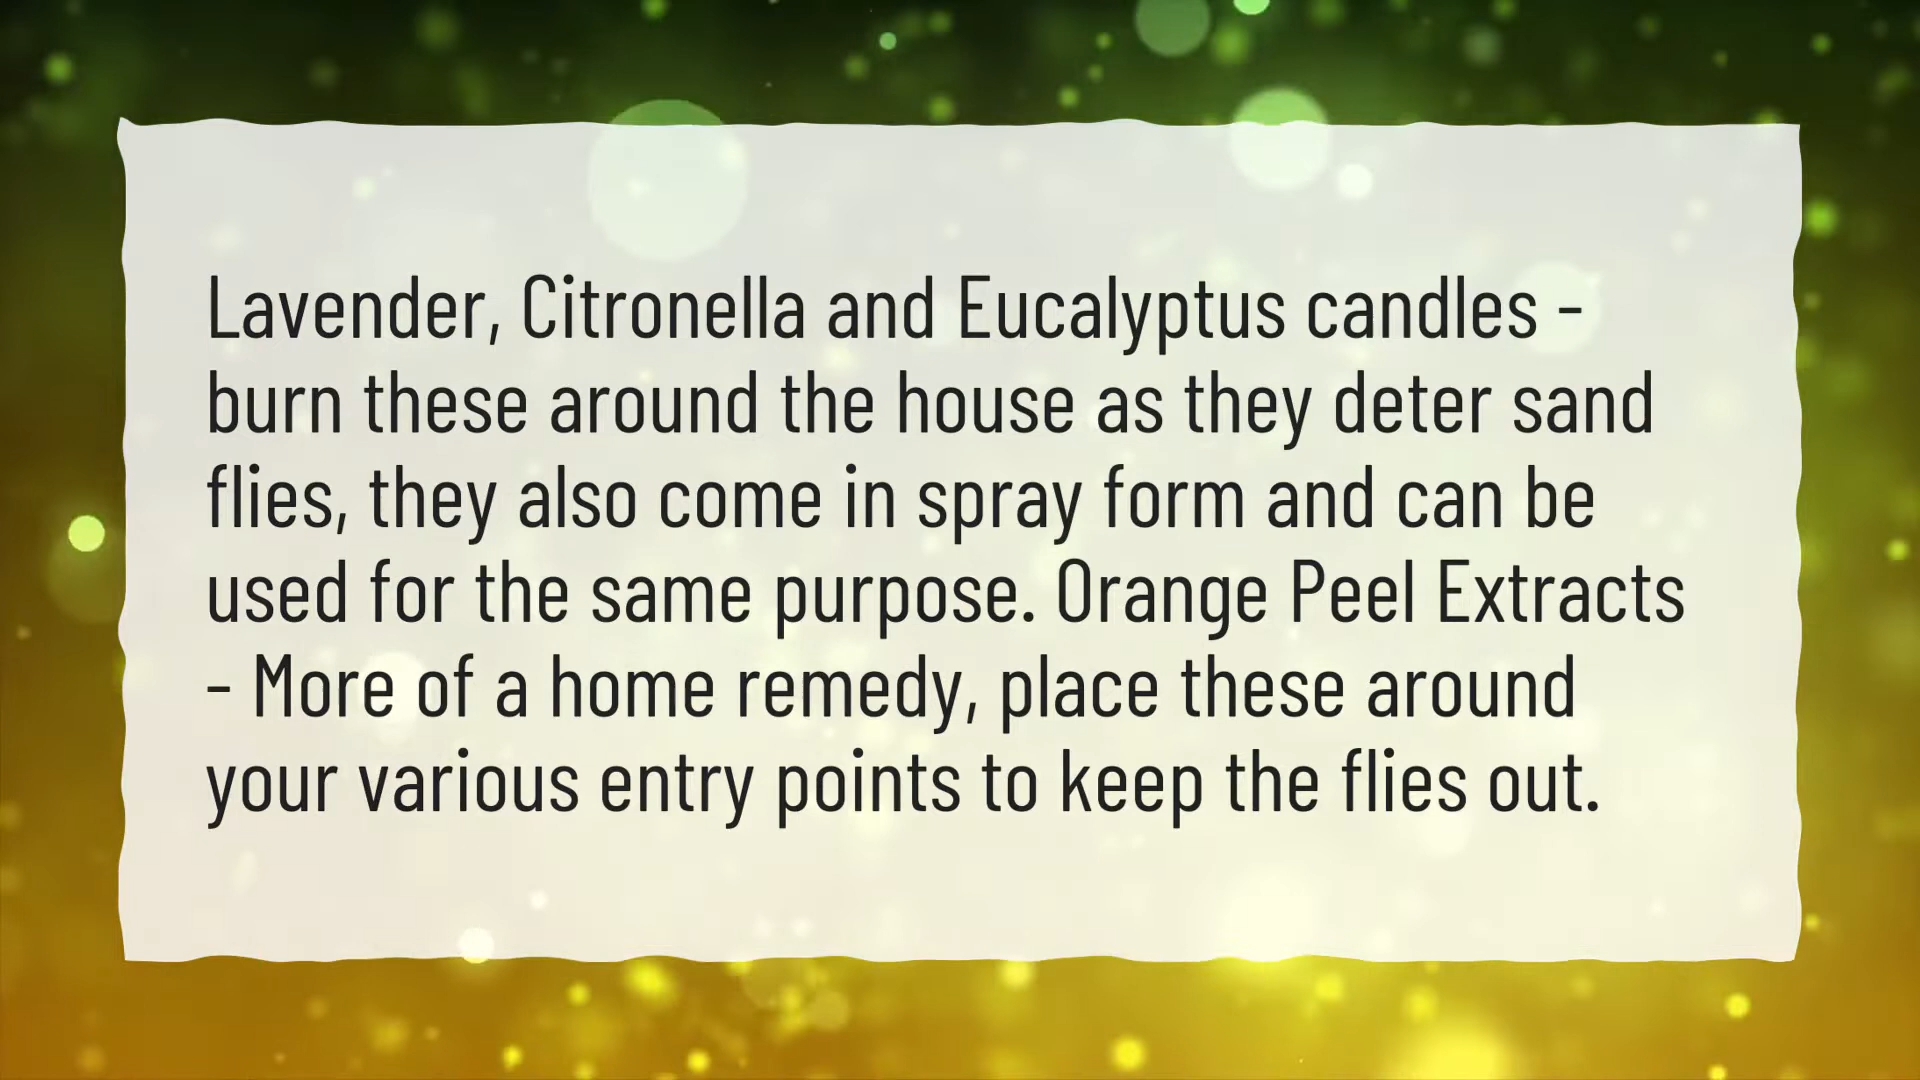 Lavender, Citronella and Eucalyptus candles -
burn these around the house as they deter sand
flies, they also come in spray form and can be
used for the same purpose. Orange Peel Extracts
- More of a home remedy, place these around
your various entry points to keep the flies out.